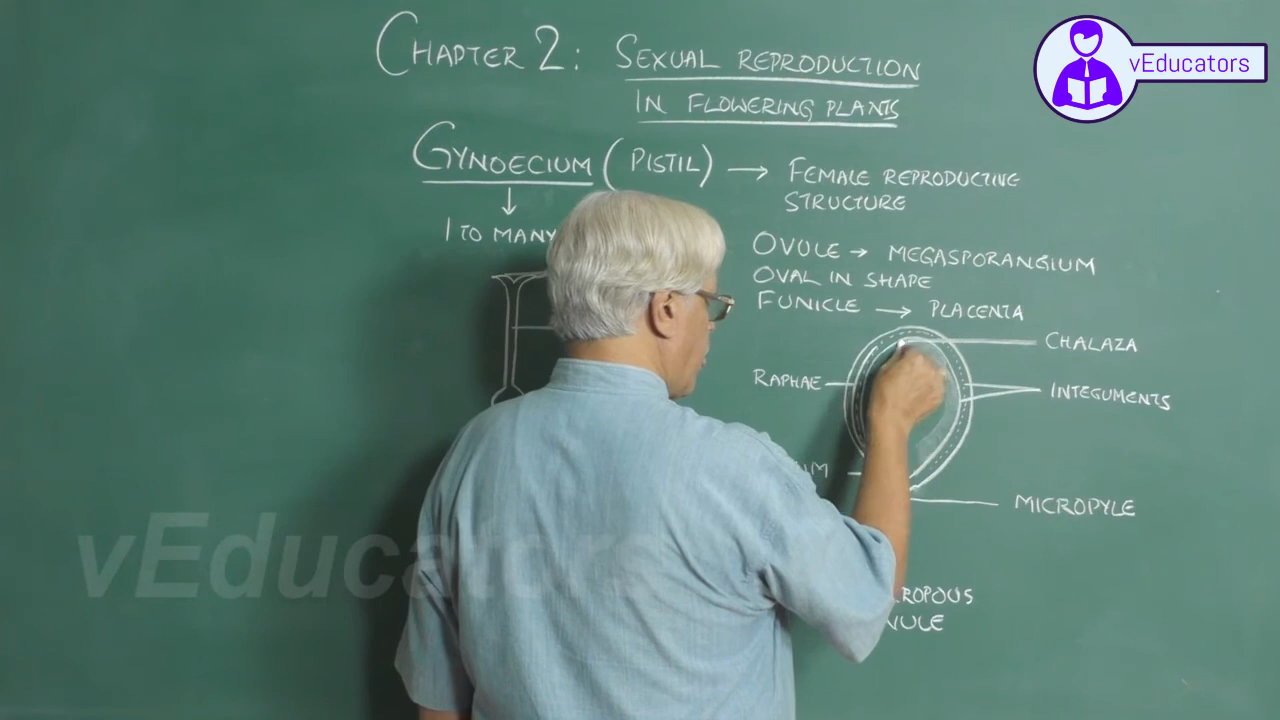 CHAPTER 2: SEXUAL REPRODUCTION
IN FLOWERING PLANTS
vEducators
GYNOECIUM (PISTIL) → FEMALE REPRODUCTIVE
STRUCTURE
1 TO MANY
OVULE → MEGASPORANGIUM
OVAL IN SHAPE
FUNICLE → PLACENTA
CHALAZA
RAPHAE
INTEGUMENTS
MICROPYLE
vEducators